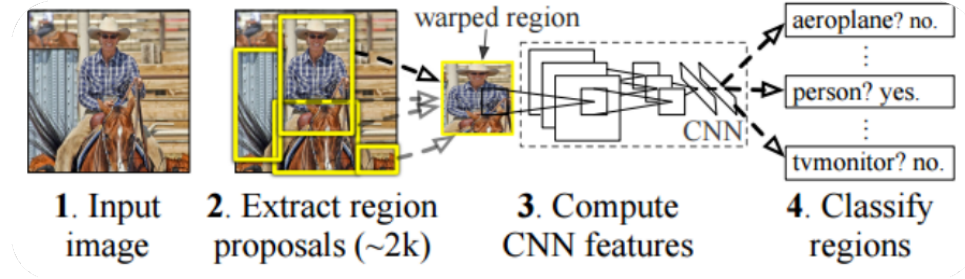 warped region
aeroplane? no.
⋮
person? yes.
⋮
tvmonitor? no.
CNN
1. Input
image
2. Extract region
proposals (~2k)
3. Compute
CNN features
4. Classify
regions